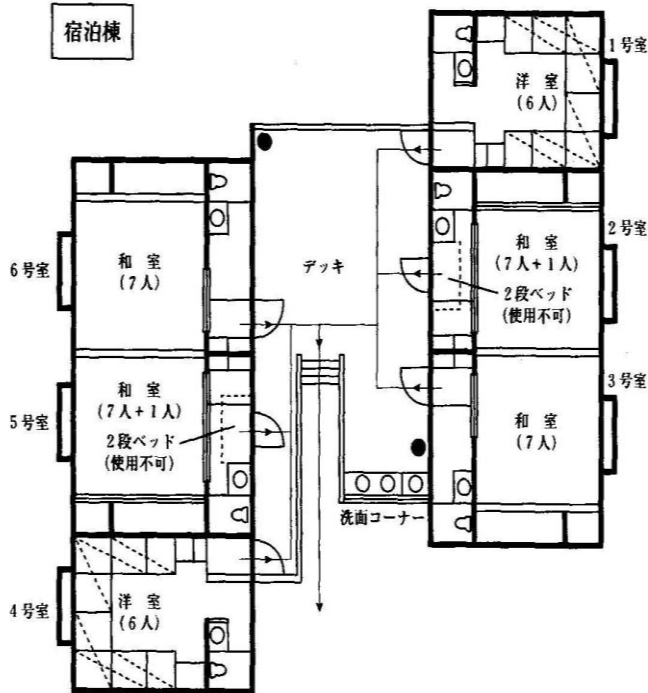 宿泊棟
1号室
洋 室
(6人)
2号室
和 室
(7人+1人)
2段ベッド
(使用不可)
3号室
和 室
(7人)
デッキ
6号室
和 室
(7人)
5号室
和 室
(7人+1人)
2段ベッド
(使用不可)
洗面コーナー
4号室
洋 室
(6人)